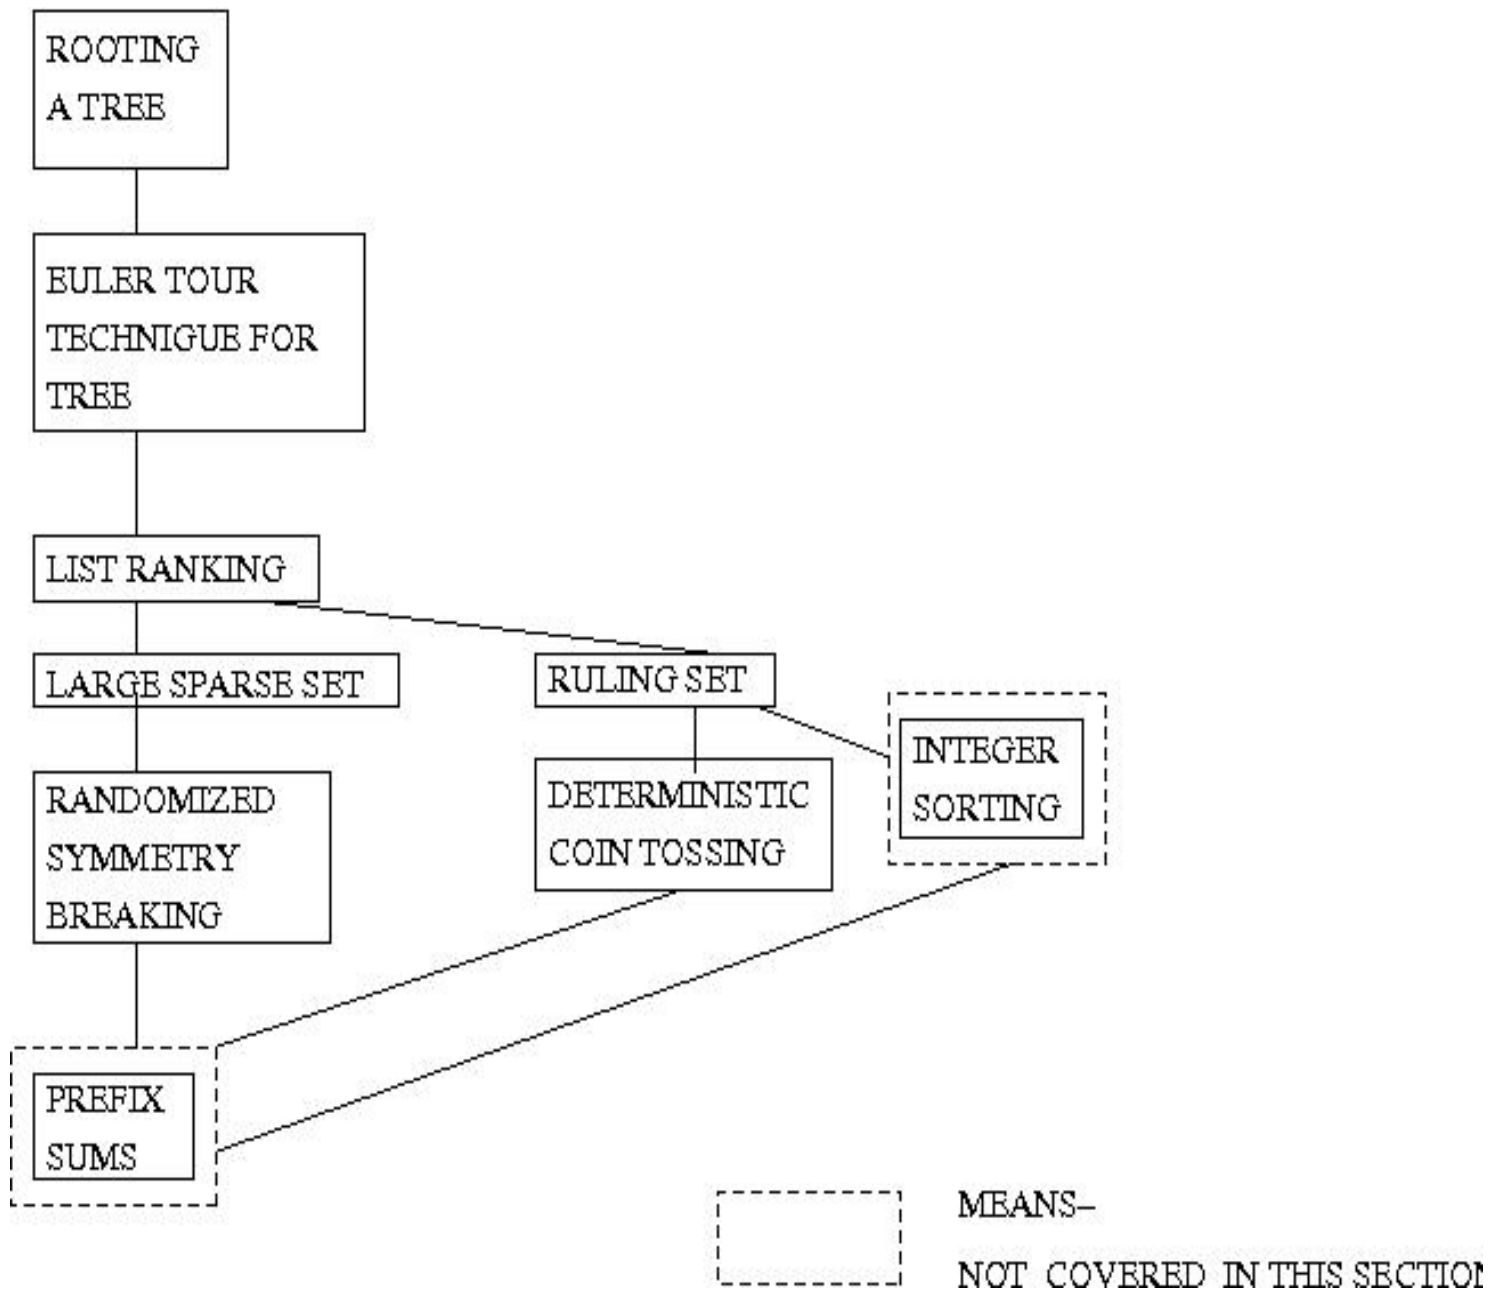 ROOTING
A TREE
EULER TOUR
TECHNIGUE FOR
TREE
LIST RANKING
LARGE SPARSE SET
RULING SET
INTEGER
SORTING
RANDOMIZED
SYMMETRY
BREAKING
DETERMINISTIC
COIN TOSSING
PREFIX
SUMS
MEANS–
NOT COVERED IN THIS SECTION